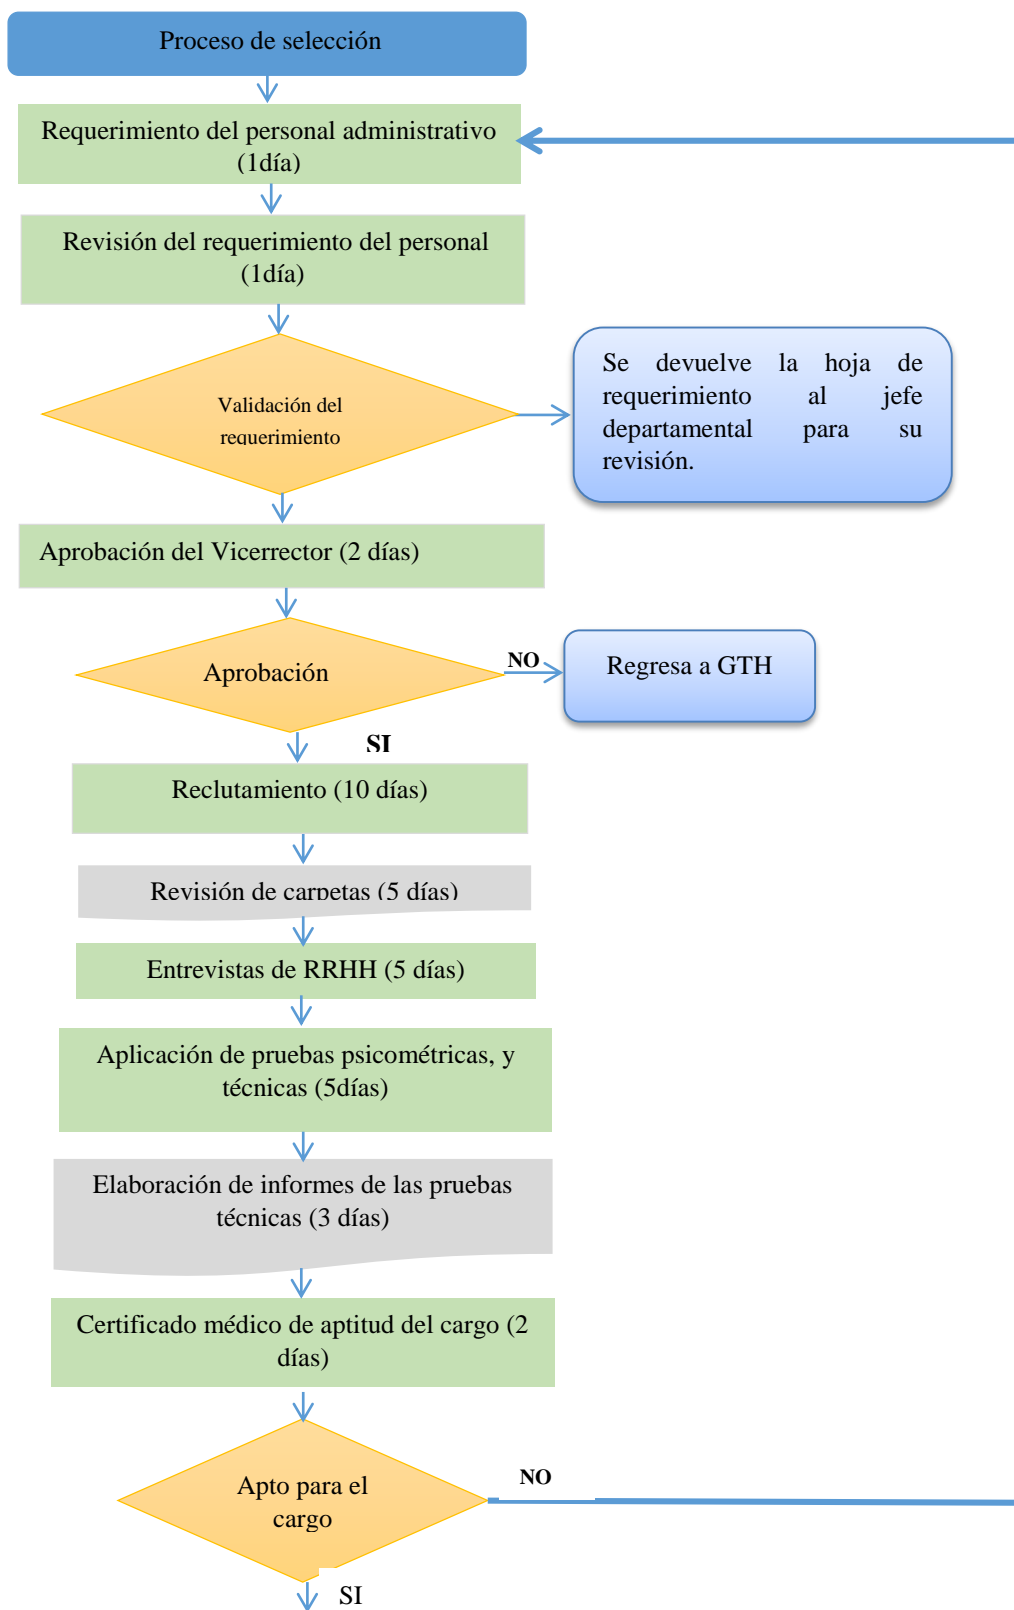 Proceso de selección
Requerimiento del personal administrativo
(1día)
Revisión del requerimiento del personal
(1día)
Validación del
requerimiento
Se devuelve la hoja de
requerimiento al jefe
departamental para su
revisión.
Aprobación del Vicerrector (2 días)
Aprobación
NO
Regresa a GTH
SI
Reclutamiento (10 días)
Revisión de carpetas (5 días)
Entrevistas de RRHH (5 días)
Aplicación de pruebas psicométricas, y
técnicas (5días)
Elaboración de informes de las pruebas
técnicas (3 días)
Certificado médico de aptitud del cargo (2
días)
Apto para el
cargo
NO
SI